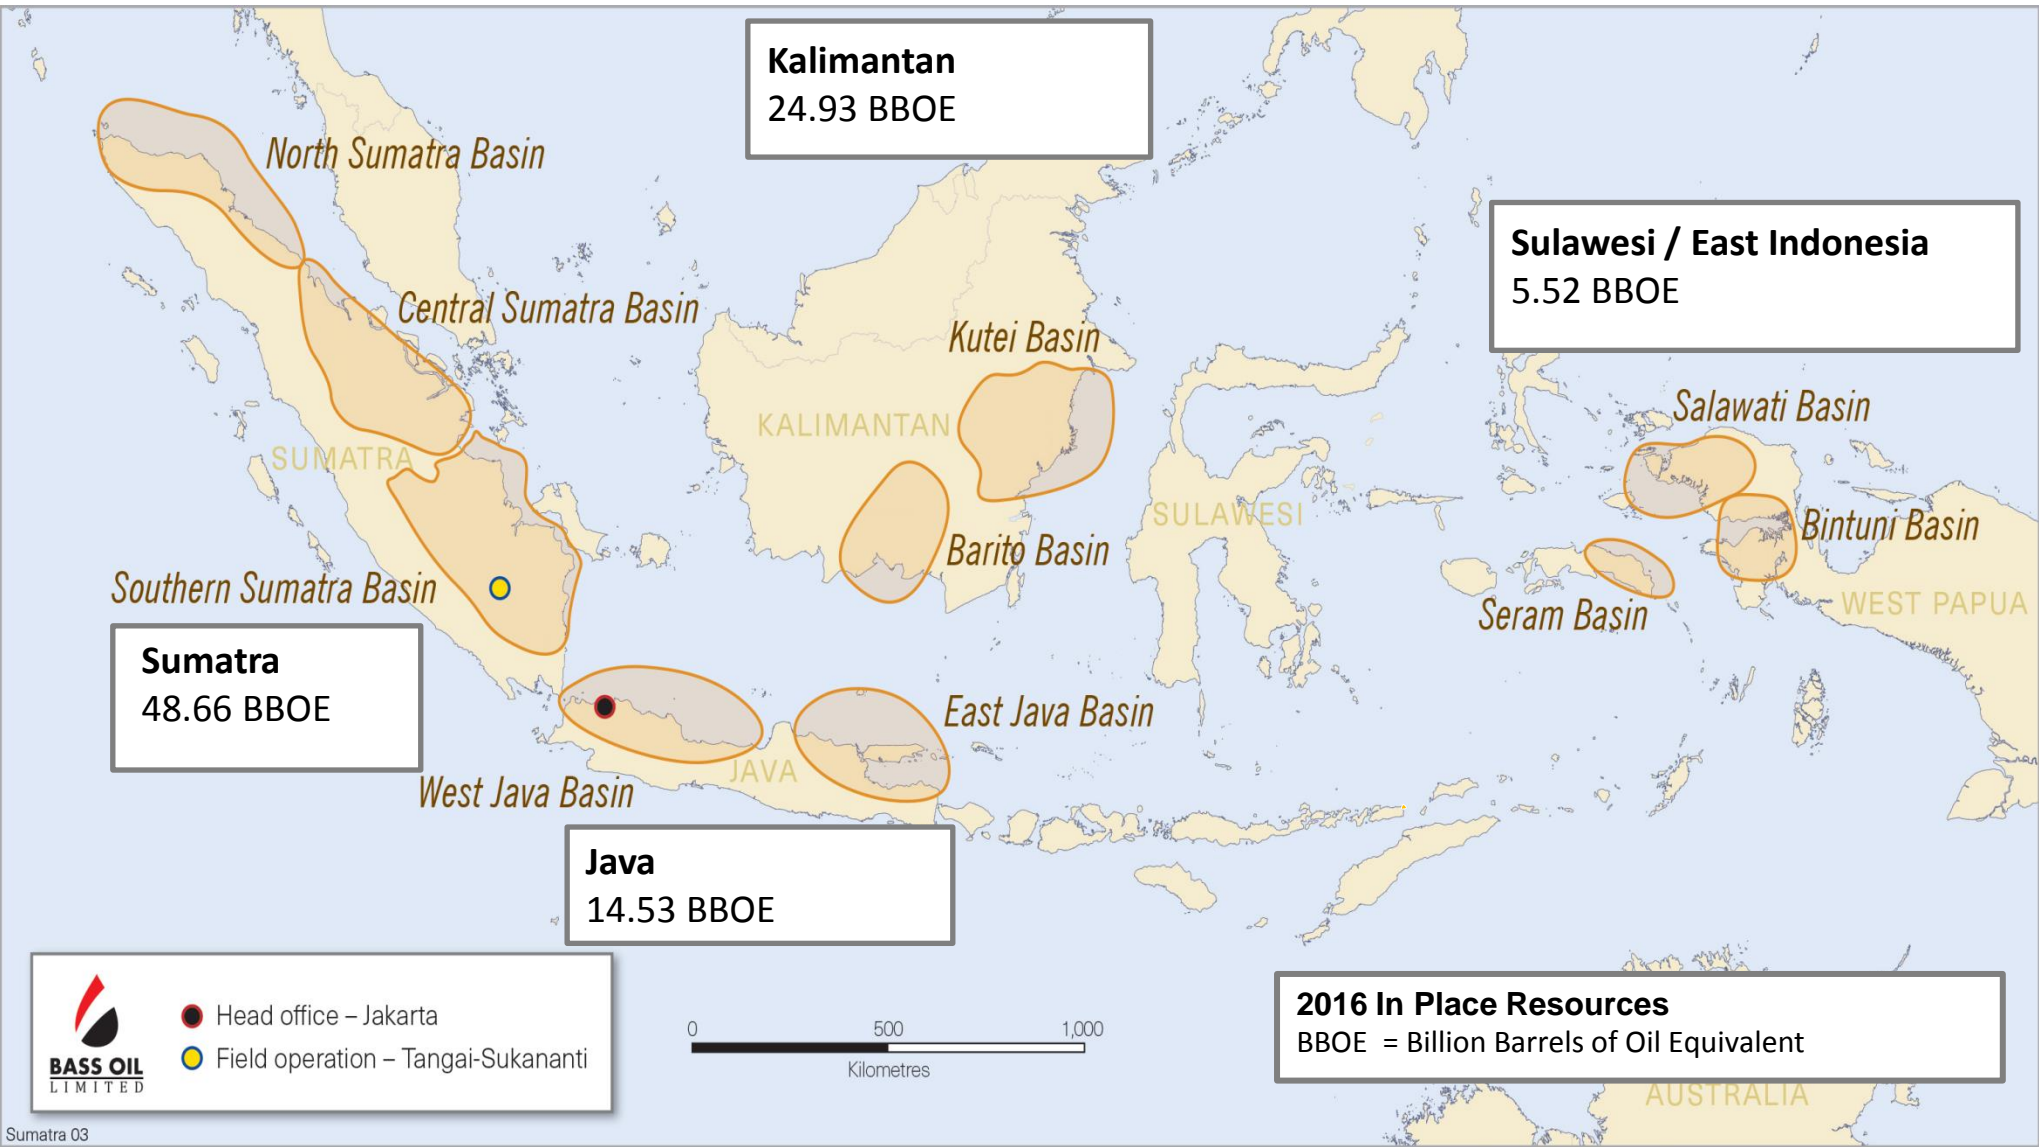 Kalimantan
24.93 BBOE
North Sumatra Basin
Sulawesi / East Indonesia
5.52 BBOE
Central Sumatra Basin
Kutei Basin
Salawati Basin
KALIMANTAN
SUMATRA
SULAWESI
Bintuni Basin
Barito Basin
Southern Sumatra Basin
Seram Basin
WEST PAPUA
Sumatra
48.66 BBOE
East Java Basin
JAVA
West Java Basin
Java
14.53 BBOE
BASS OIL
LIMITED
Head office – Jakarta
Field operation – Tangai-Sukananti
0 500 1,000
Kilometres
2016 In Place Resources
BBOE = Billion Barrels of Oil Equivalent
AUSTRALIA
Sumatra 03